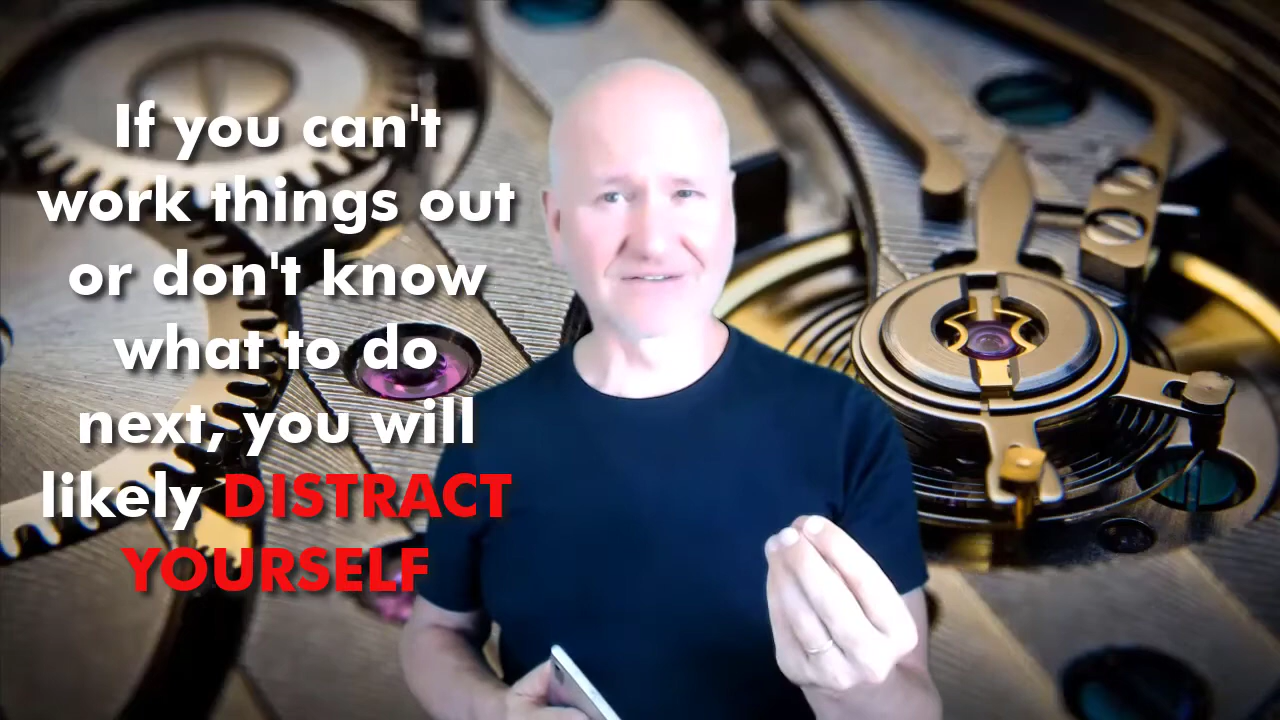 If you can't
work things out
or don't know
what to do
next, you will
likely DISTRACT
YOURSELF